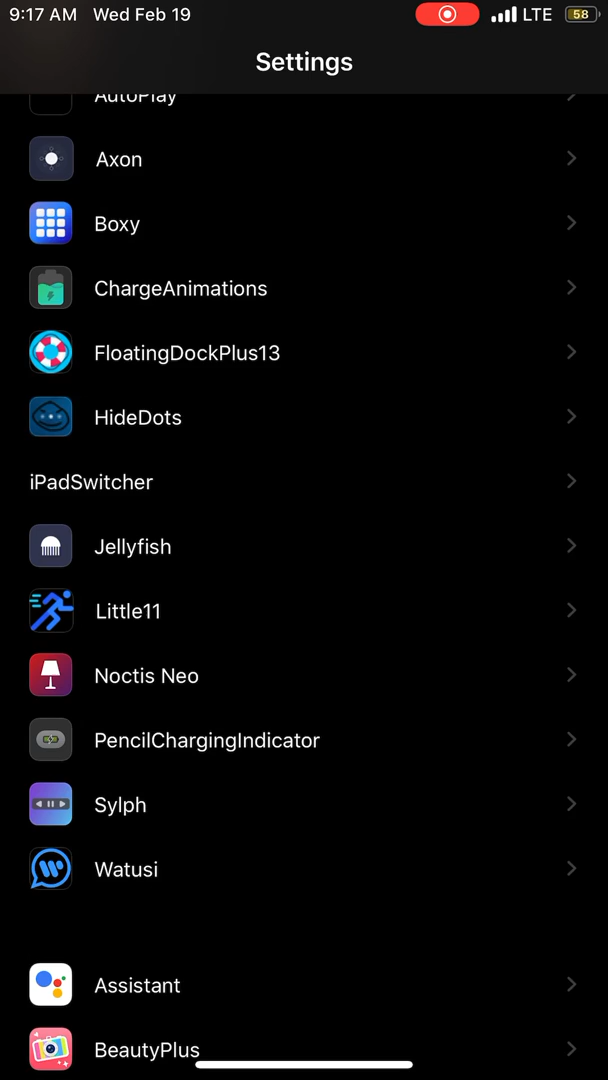 9:17 AM Wed Feb 19
LTE 58
Settings
AutoPlay
Axon
Boxy
ChargeAnimations
FloatingDockPlus13
HideDots
iPadSwitcher
Jellyfish
Little11
Noctis Neo
PencilChargingIndicator
Sylph
Watusi
Assistant
BeautyPlus